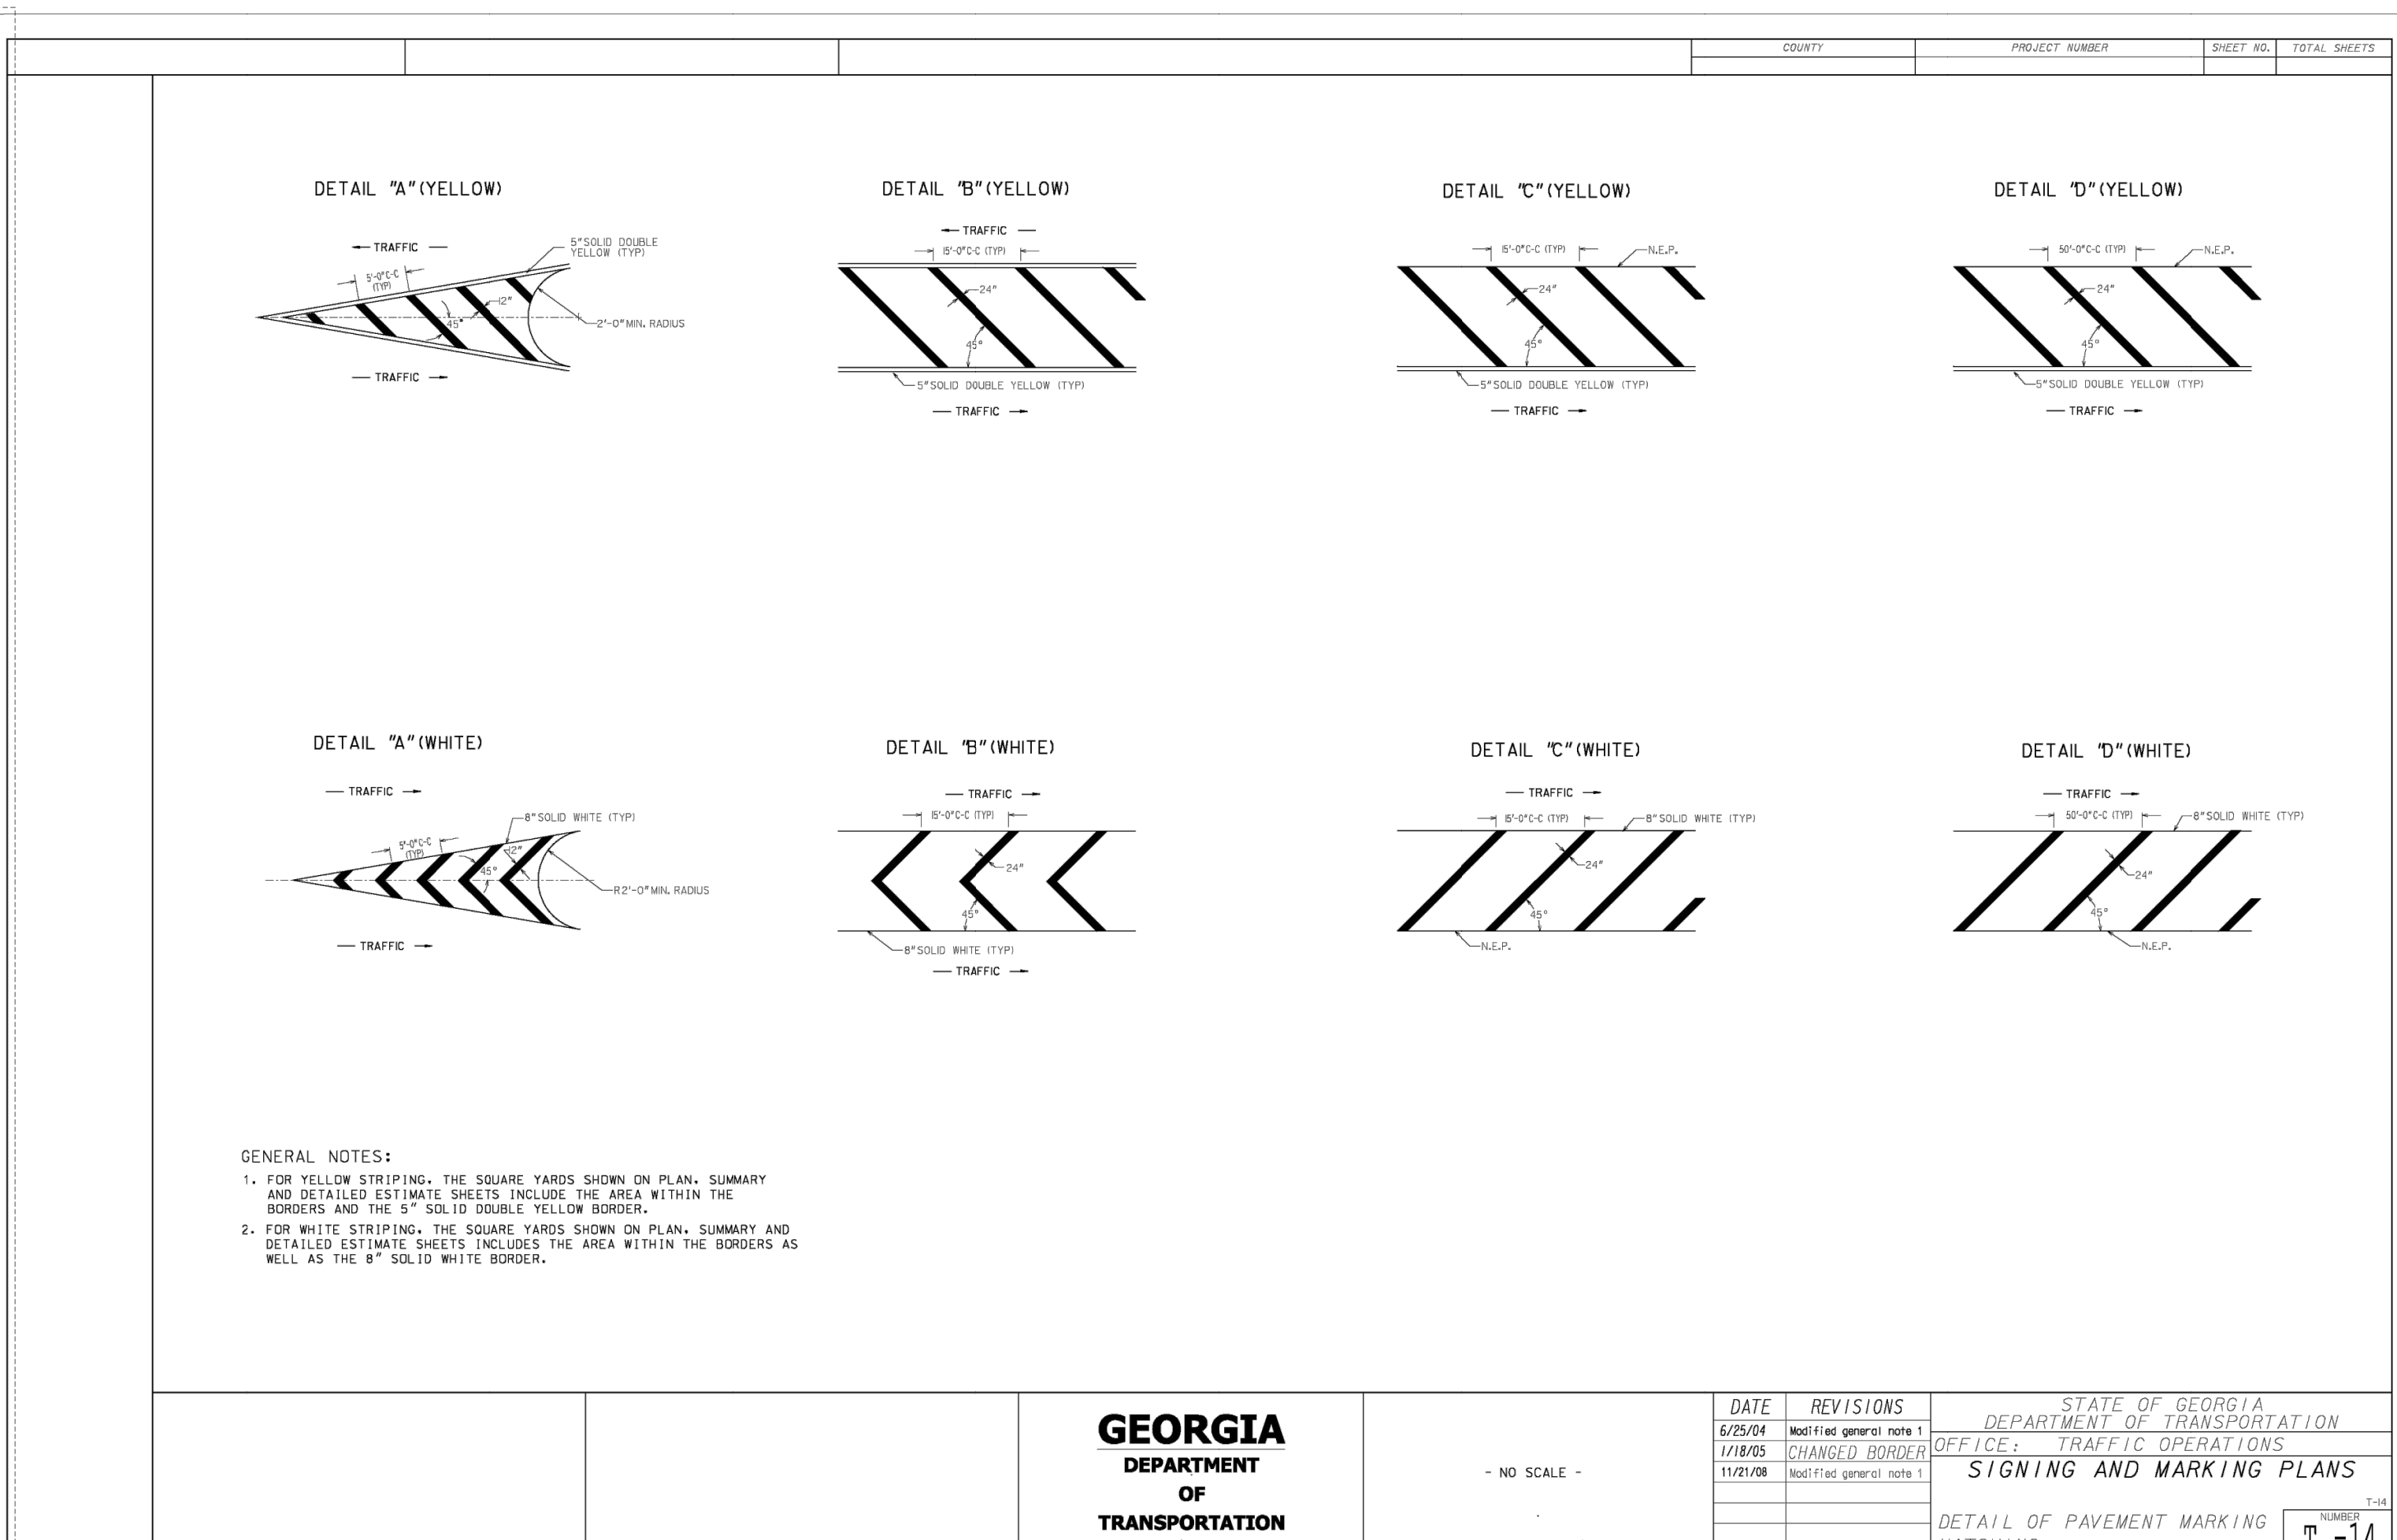 COUNTY
PROJECT NUMBER
SHEET NO.
TOTAL SHEETS
DETAIL "A" (YELLOW)
TRAFFIC
5" SOLID DOUBLE
YELLOW (TYP)
5'-0" C-C
(TYP)
12"
45°
2'-0" MIN. RADIUS
TRAFFIC
DETAIL "B" (YELLOW)
TRAFFIC
15'-0" C-C (TYP)
24"
45°
5" SOLID DOUBLE YELLOW (TYP)
TRAFFIC
DETAIL "C" (YELLOW)
15'-0" C-C (TYP)
N.E.P.
24"
45°
5" SOLID DOUBLE YELLOW (TYP)
TRAFFIC
DETAIL "D" (YELLOW)
50'-0" C-C (TYP)
N.E.P.
24"
45°
5" SOLID DOUBLE YELLOW (TYP)
TRAFFIC
DETAIL "A" (WHITE)
TRAFFIC
8" SOLID WHITE (TYP)
5'-0" C-C
(TYP)
12"
45°
R 2'-0" MIN. RADIUS
TRAFFIC
DETAIL "B" (WHITE)
TRAFFIC
15'-0" C-C (TYP)
24"
45°
8" SOLID WHITE (TYP)
TRAFFIC
DETAIL "C" (WHITE)
TRAFFIC
15'-0" C-C (TYP)
8" SOLID WHITE (TYP)
24"
45°
N.E.P.
DETAIL "D" (WHITE)
TRAFFIC
50'-0" C-C (TYP)
8" SOLID WHITE (TYP)
24"
45°
N.E.P.
GENERAL NOTES:
1. FOR YELLOW STRIPING, THE SQUARE YARDS SHOWN ON PLAN, SUMMARY
AND DETAILED ESTIMATE SHEETS INCLUDE THE AREA WITHIN THE
BORDERS AND THE 5" SOLID DOUBLE YELLOW BORDER.
2. FOR WHITE STRIPING, THE SQUARE YARDS SHOWN ON PLAN, SUMMARY AND
DETAILED ESTIMATE SHEETS INCLUDES THE AREA WITHIN THE BORDERS AS
WELL AS THE 8" SOLID WHITE BORDER.
GEORGIA
DEPARTMENT
OF
TRANSPORTATION
- NO SCALE -
DATE REVISIONS
6/25/04 Modified general note 1
1/18/05 CHANGED BORDER
11/21/08 Modified general note 1
STATE OF GEORGIA
DEPARTMENT OF TRANSPORTATION
OFFICE: TRAFFIC OPERATIONS
SIGNING AND MARKING PLANS
T-14
DETAIL OF PAVEMENT MARKING
NUMBER
T-14